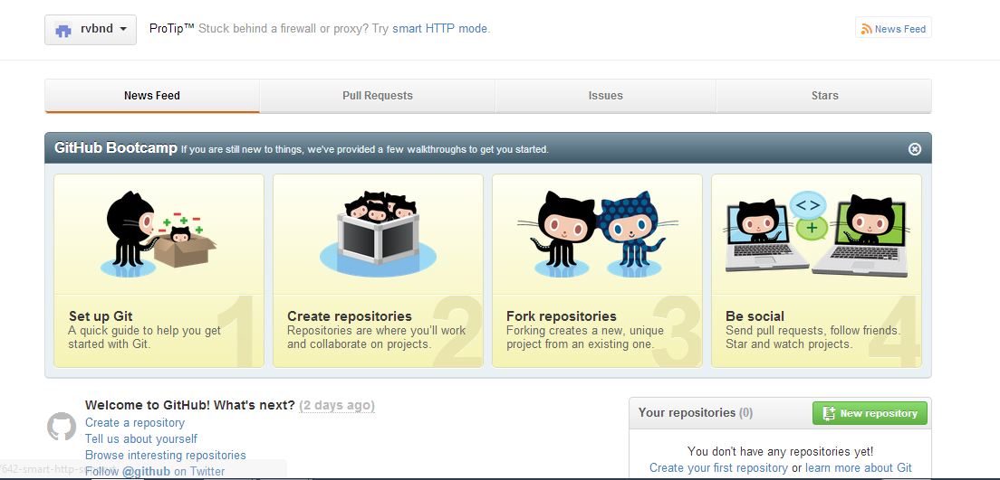 rvbnd
ProTip™ Stuck behind a firewall or proxy? Try smart HTTP mode.
News Feed
News Feed
Pull Requests
Issues
Stars
GitHub Bootcamp If you are still new to things, we've provided a few walkthroughs to get you started.
1
Set up Git
A quick guide to help you get
started with Git.
2
Create repositories
Repositories are where you'll work
and collaborate on projects.
3
Fork repositories
Forking creates a new, unique
project from an existing one.
<>
+
4
Be social
Send pull requests, follow friends.
Star and watch projects.
Welcome to GitHub! What's next? (2 days ago)
Create a repository
Tell us about yourself
Browse interesting repositories
Follow @github on Twitter
Your repositories (0)
New repository
You don't have any repositories yet!
Create your first repository or learn more about Git